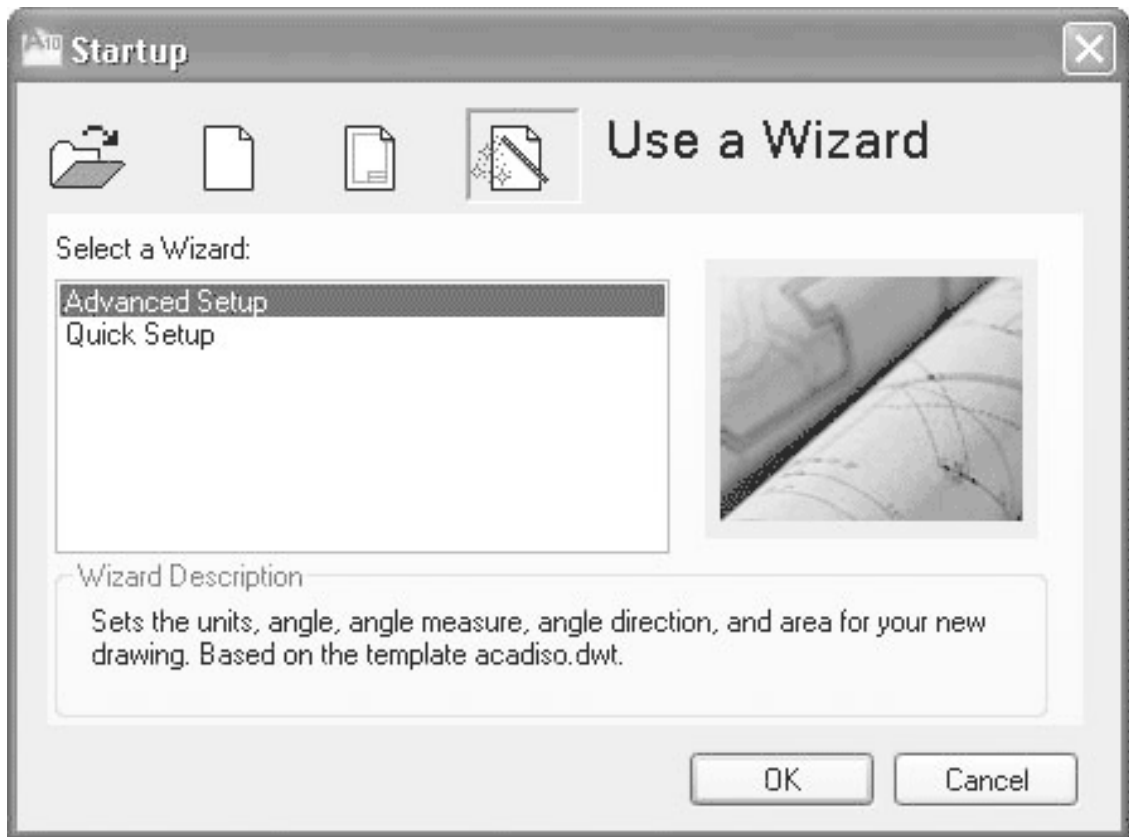 A10 Startup
Use a Wizard
Select a Wizard:
Advanced Setup
Quick Setup
Wizard Description
Sets the units, angle, angle measure, angle direction, and area for your new
drawing. Based on the template acadiso.dwt.
OK Cancel